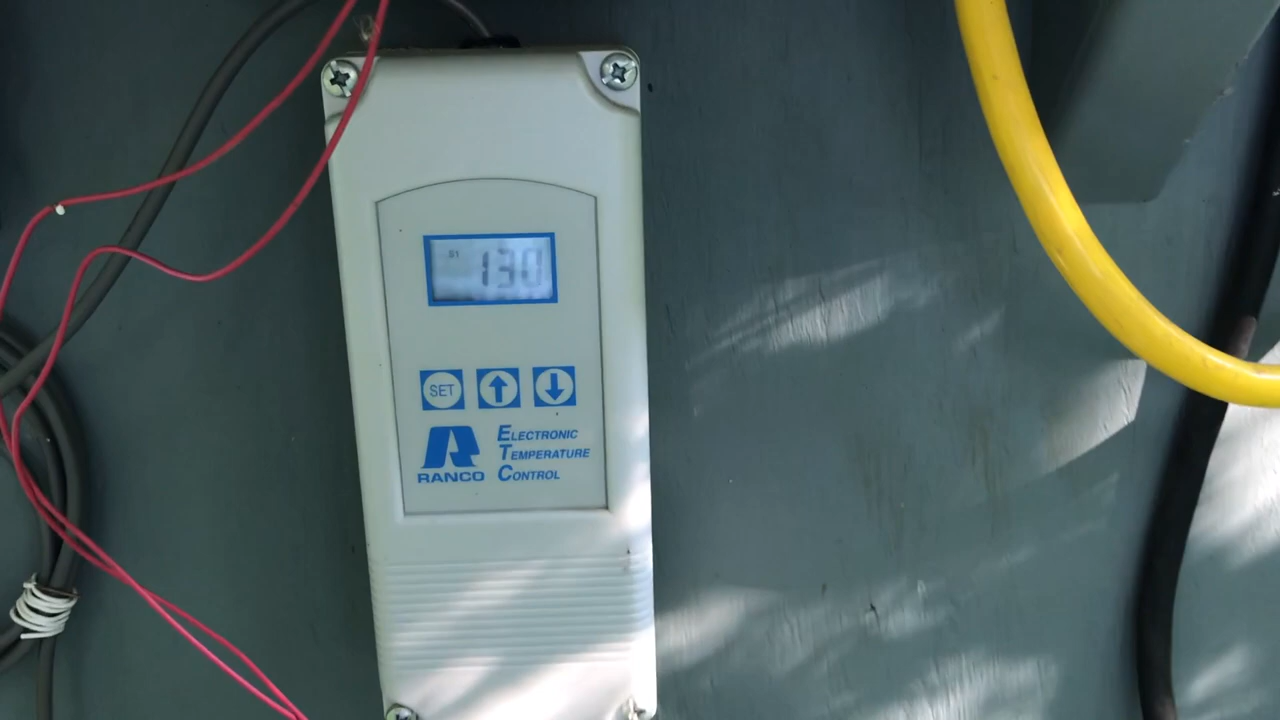 S1
130
SET
ELECTRONIC
TEMPERATURE
CONTROL
RANCO